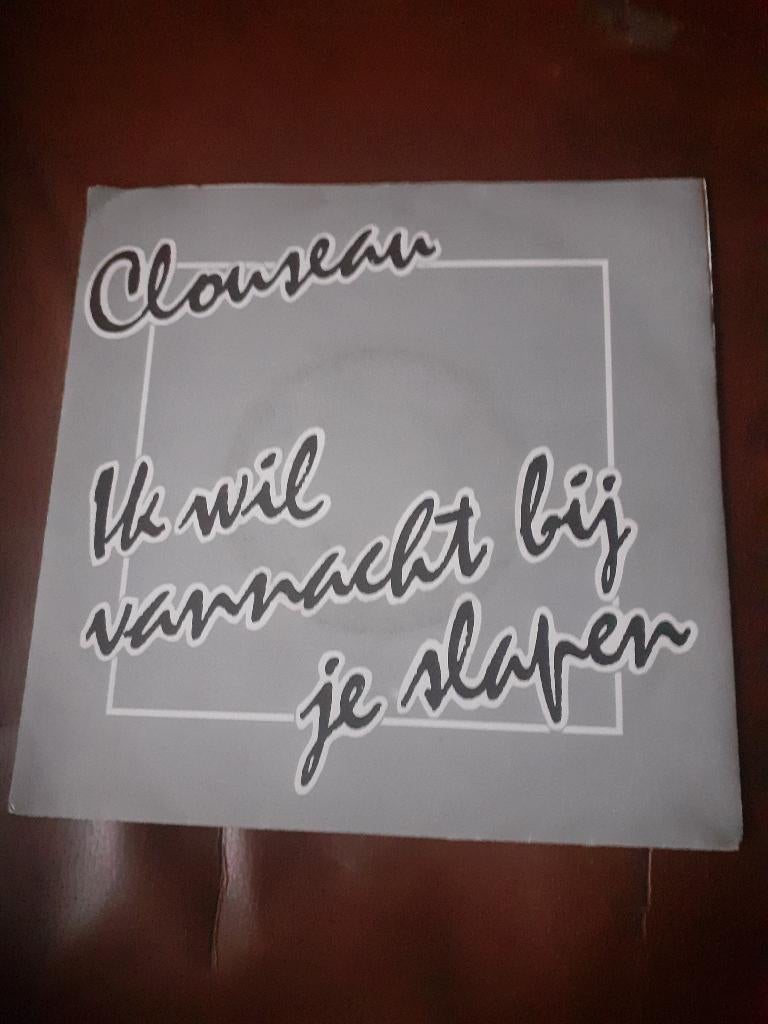 Clouseau
Ik wil
vannacht bij
je slapen